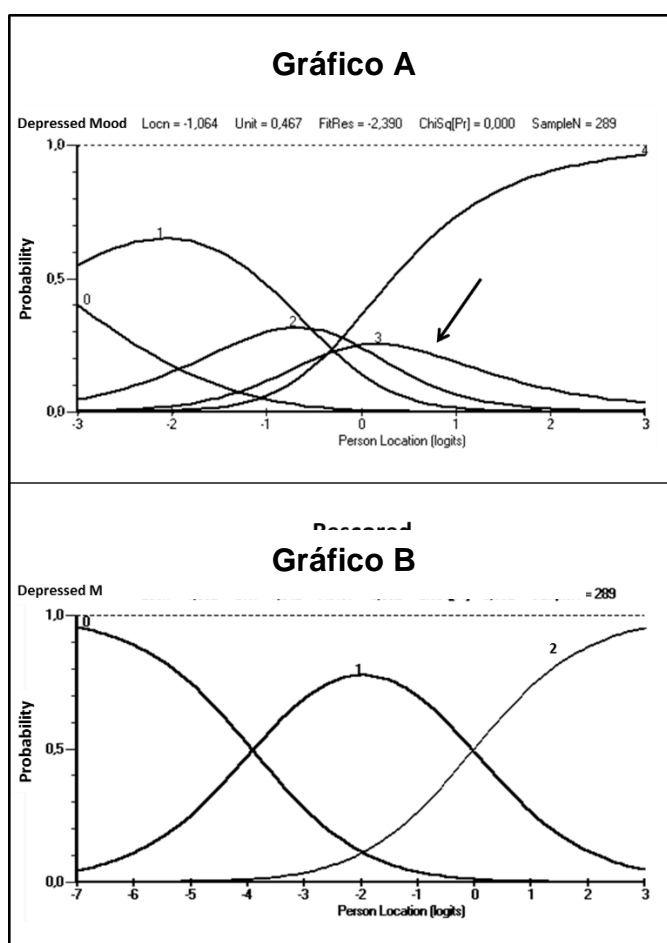 Gráfico A
Depressed Mood Locn = -1,064 Unit = 0,467 FitRes = -2,390 ChiSq[Pr] = 0,000 SampleN = 289
1,0
4
1
Probability
0,5
0
2
3
0,0
-3 -2 -1 0 1 2 3
Person Location (logits)
Rescored
Gráfico B
Depressed M = 289
1,0
0
2
1
Probability
0,5
0,0
-7 -6 -5 -4 -3 -2 -1 0 1 2 3
Person Location (logits)